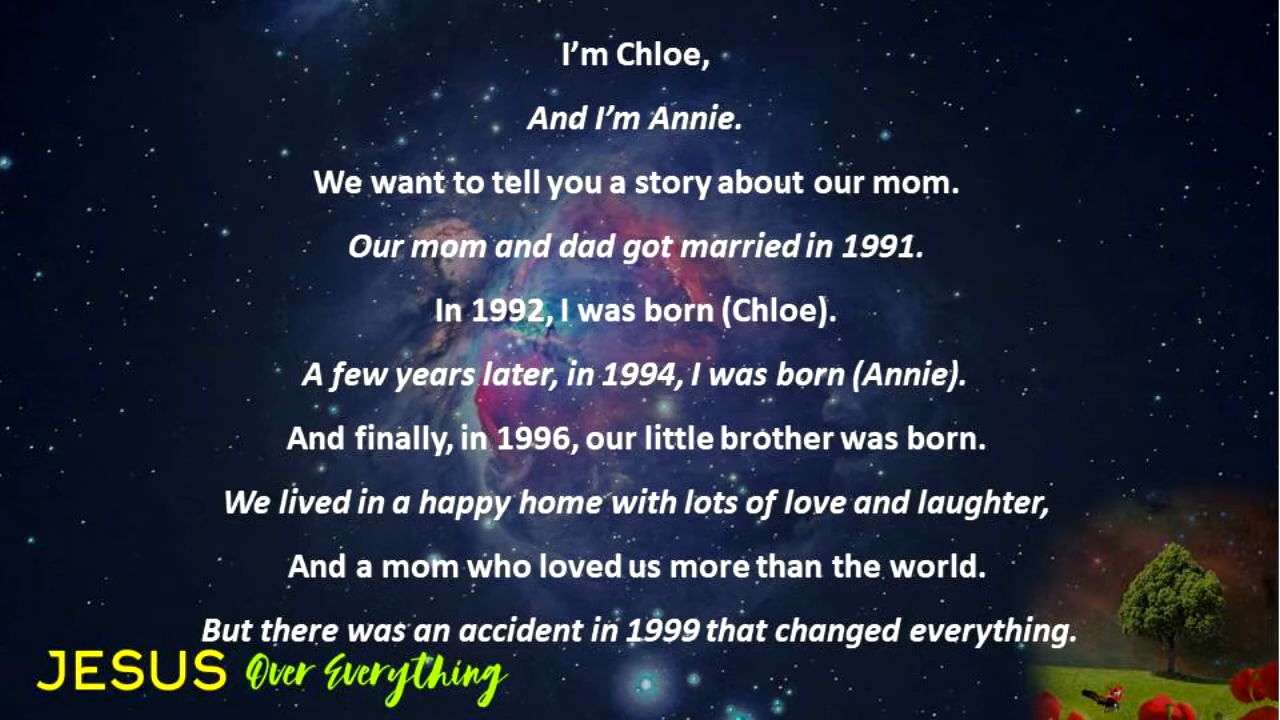 I’m Chloe,
And I’m Annie.
We want to tell you a story about our mom.
Our mom and dad got married in 1991.
In 1992, I was born (Chloe).
A few years later, in 1994, I was born (Annie).
And finally, in 1996, our little brother was born.
We lived in a happy home with lots of love and laughter,
And a mom who loved us more than the world.
But there was an accident in 1999 that changed everything.
JESUS Over Everything